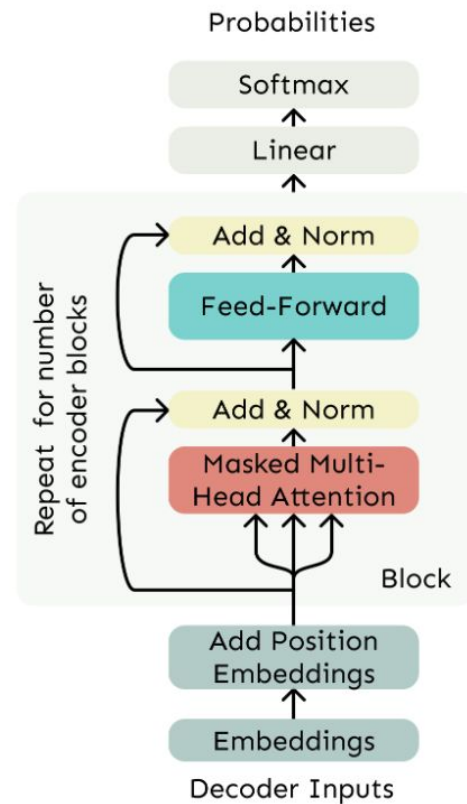 Probabilities
Softmax
Linear
Add & Norm
Feed-Forward
Add & Norm
Masked Multi-
Head Attention
Repeat for number
of encoder blocks
Block
Add Position
Embeddings
Embeddings
Decoder Inputs